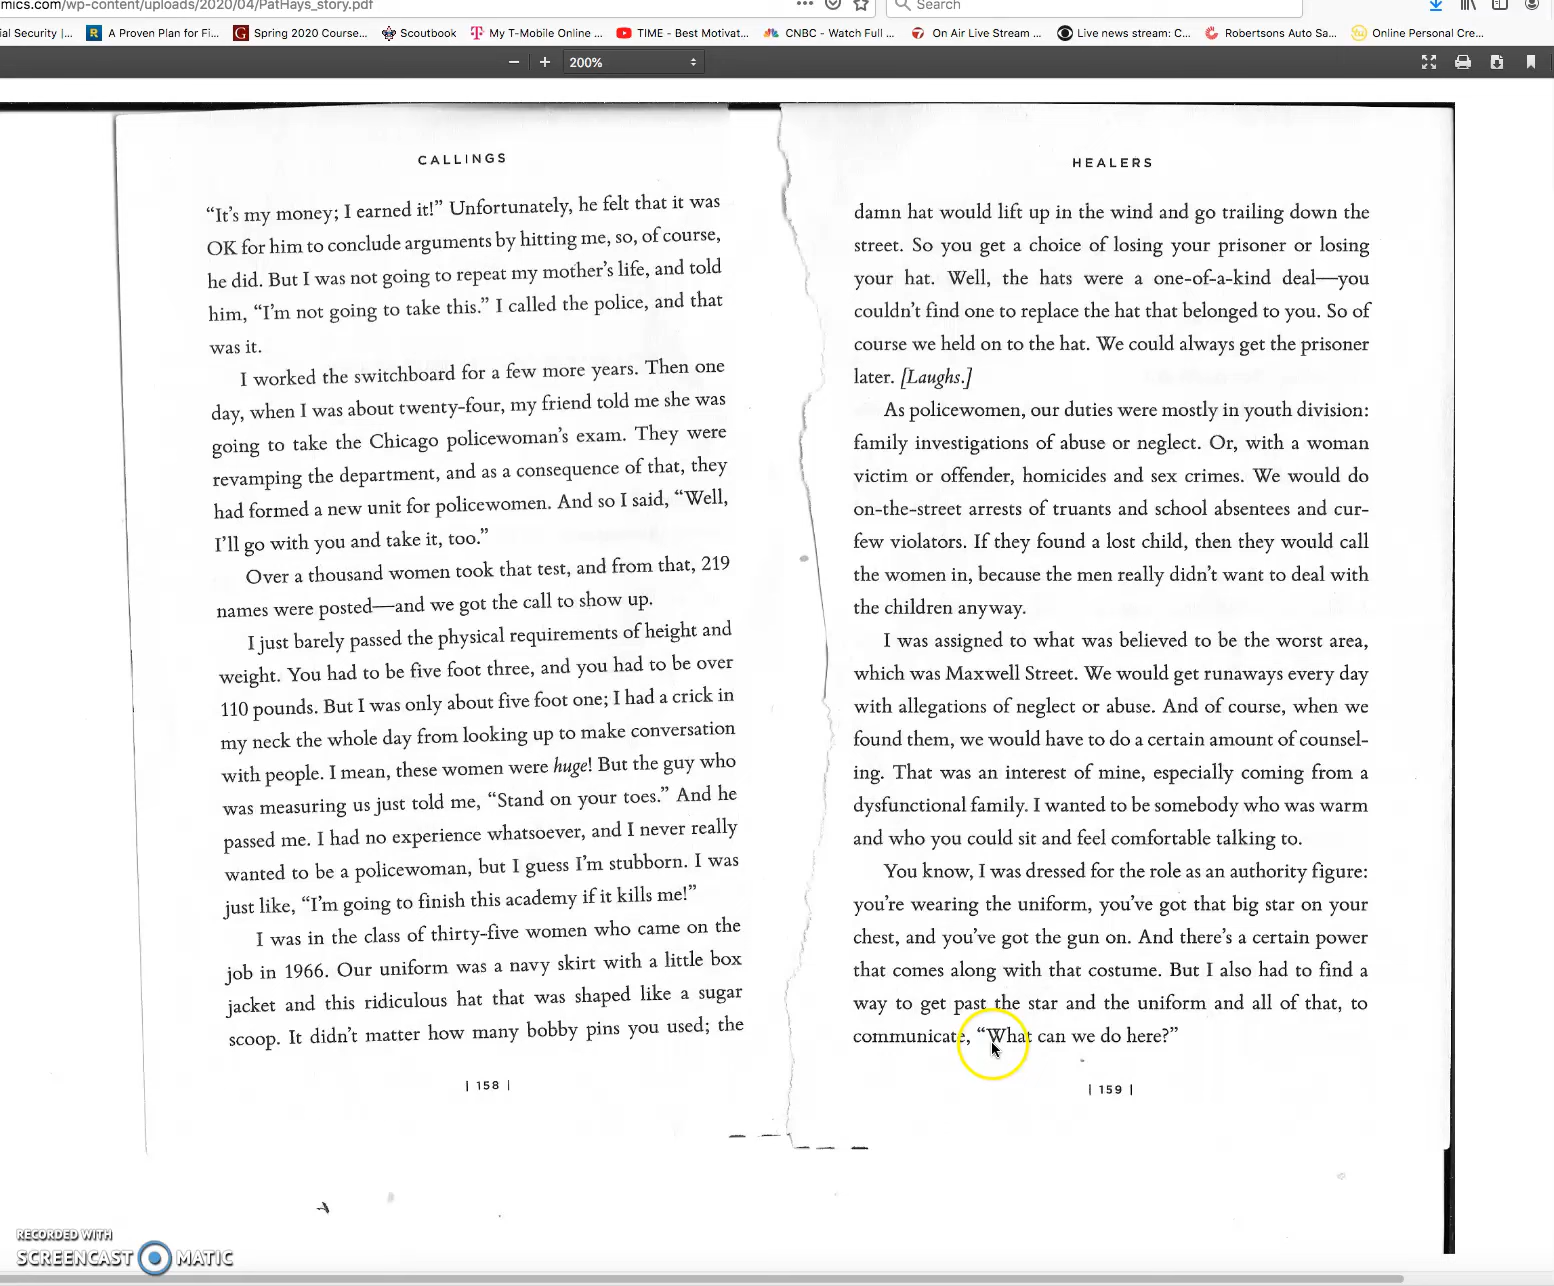 mics.com/wp-content/uploads/2020/04/PatHays_story.pdf
Search
ial Security |...
A Proven Plan for Fi...
Spring 2020 Course...
Scoutbook
My T-Mobile Online ...
TIME - Best Motivat...
CNBC - Watch Full ...
On Air Live Stream ...
Live news stream: C...
Robertsons Auto Sa...
Online Personal Cre...
200%
CALLINGS
“It’s my money; I earned it!” Unfortunately, he felt that it was
OK for him to conclude arguments by hitting me, so, of course,
he did. But I was not going to repeat my mother’s life, and told
him, “I’m not going to take this.” I called the police, and that
was it.
I worked the switchboard for a few more years. Then one
day, when I was about twenty-four, my friend told me she was
going to take the Chicago policewoman’s exam. They were
revamping the department, and as a consequence of that, they
had formed a new unit for policewomen. And so I said, “Well,
I’ll go with you and take it, too.”
Over a thousand women took that test, and from that, 219
names were posted—and we got the call to show up.
I just barely passed the physical requirements of height and
weight. You had to be five foot three, and you had to be over
110 pounds. But I was only about five foot one; I had a crick in
my neck the whole day from looking up to make conversation
with people. I mean, these women were huge! But the guy who
was measuring us just told me, “Stand on your toes.” And he
passed me. I had no experience whatsoever, and I never really
wanted to be a policewoman, but I guess I’m stubborn. I was
just like, “I’m going to finish this academy if it kills me!”
I was in the class of thirty-five women who came on the
job in 1966. Our uniform was a navy skirt with a little box
jacket and this ridiculous hat that was shaped like a sugar
scoop. It didn’t matter how many bobby pins you used; the
| 158 |
HEALERS
damn hat would lift up in the wind and go trailing down the
street. So you get a choice of losing your prisoner or losing
your hat. Well, the hats were a one-of-a-kind deal—you
couldn’t find one to replace the hat that belonged to you. So of
course we held on to the hat. We could always get the prisoner
later. [Laughs.]
As policewomen, our duties were mostly in youth division:
family investigations of abuse or neglect. Or, with a woman
victim or offender, homicides and sex crimes. We would do
on-the-street arrests of truants and school absentees and cur-
few violators. If they found a lost child, then they would call
the women in, because the men really didn’t want to deal with
the children anyway.
I was assigned to what was believed to be the worst area,
which was Maxwell Street. We would get runaways every day
with allegations of neglect or abuse. And of course, when we
found them, we would have to do a certain amount of counsel-
ing. That was an interest of mine, especially coming from a
dysfunctional family. I wanted to be somebody who was warm
and who you could sit and feel comfortable talking to.
You know, I was dressed for the role as an authority figure:
you’re wearing the uniform, you’ve got that big star on your
chest, and you’ve got the gun on. And there’s a certain power
that comes along with that costume. But I also had to find a
way to get past the star and the uniform and all of that, to
communicate, “What can we do here?”
| 159 |
RECORDED WITH
SCREENCAST MATIC